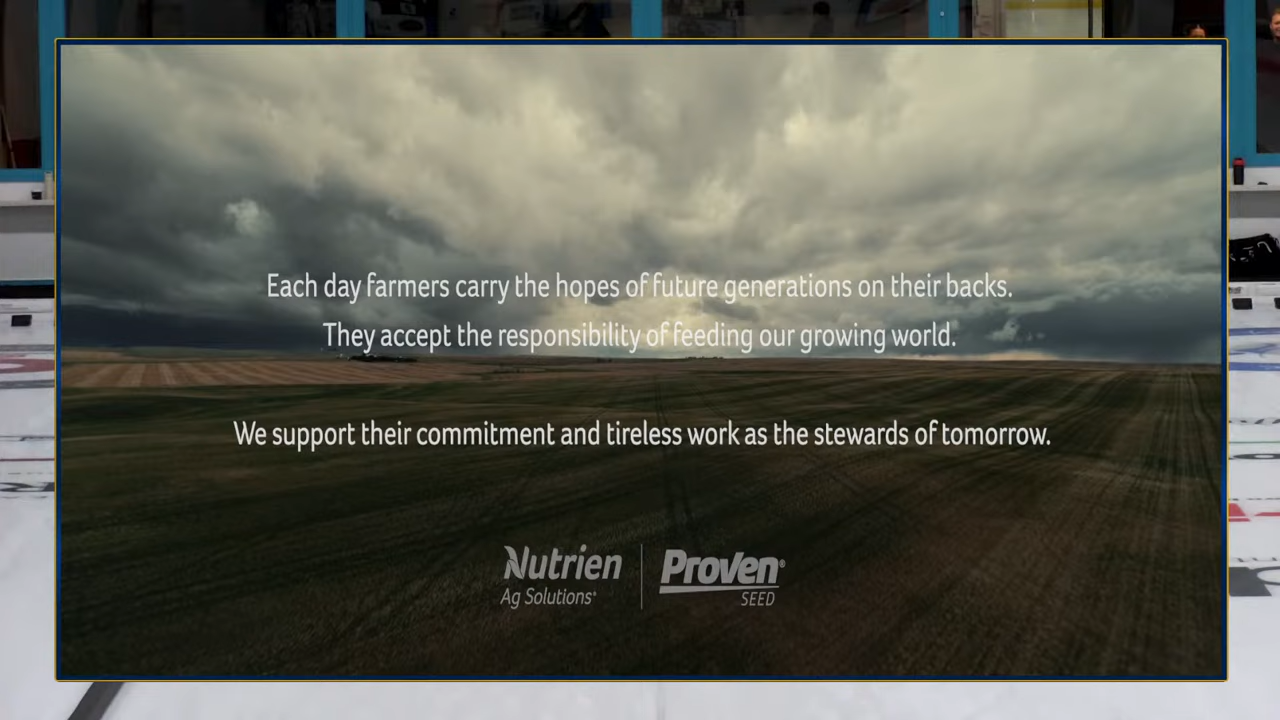 Each day farmers carry the hopes of future generations on their backs.
They accept the responsibility of feeding our growing world.
We support their commitment and tireless work as the stewards of tomorrow.
Nutrien
Ag Solutions®
Proven®
SEED